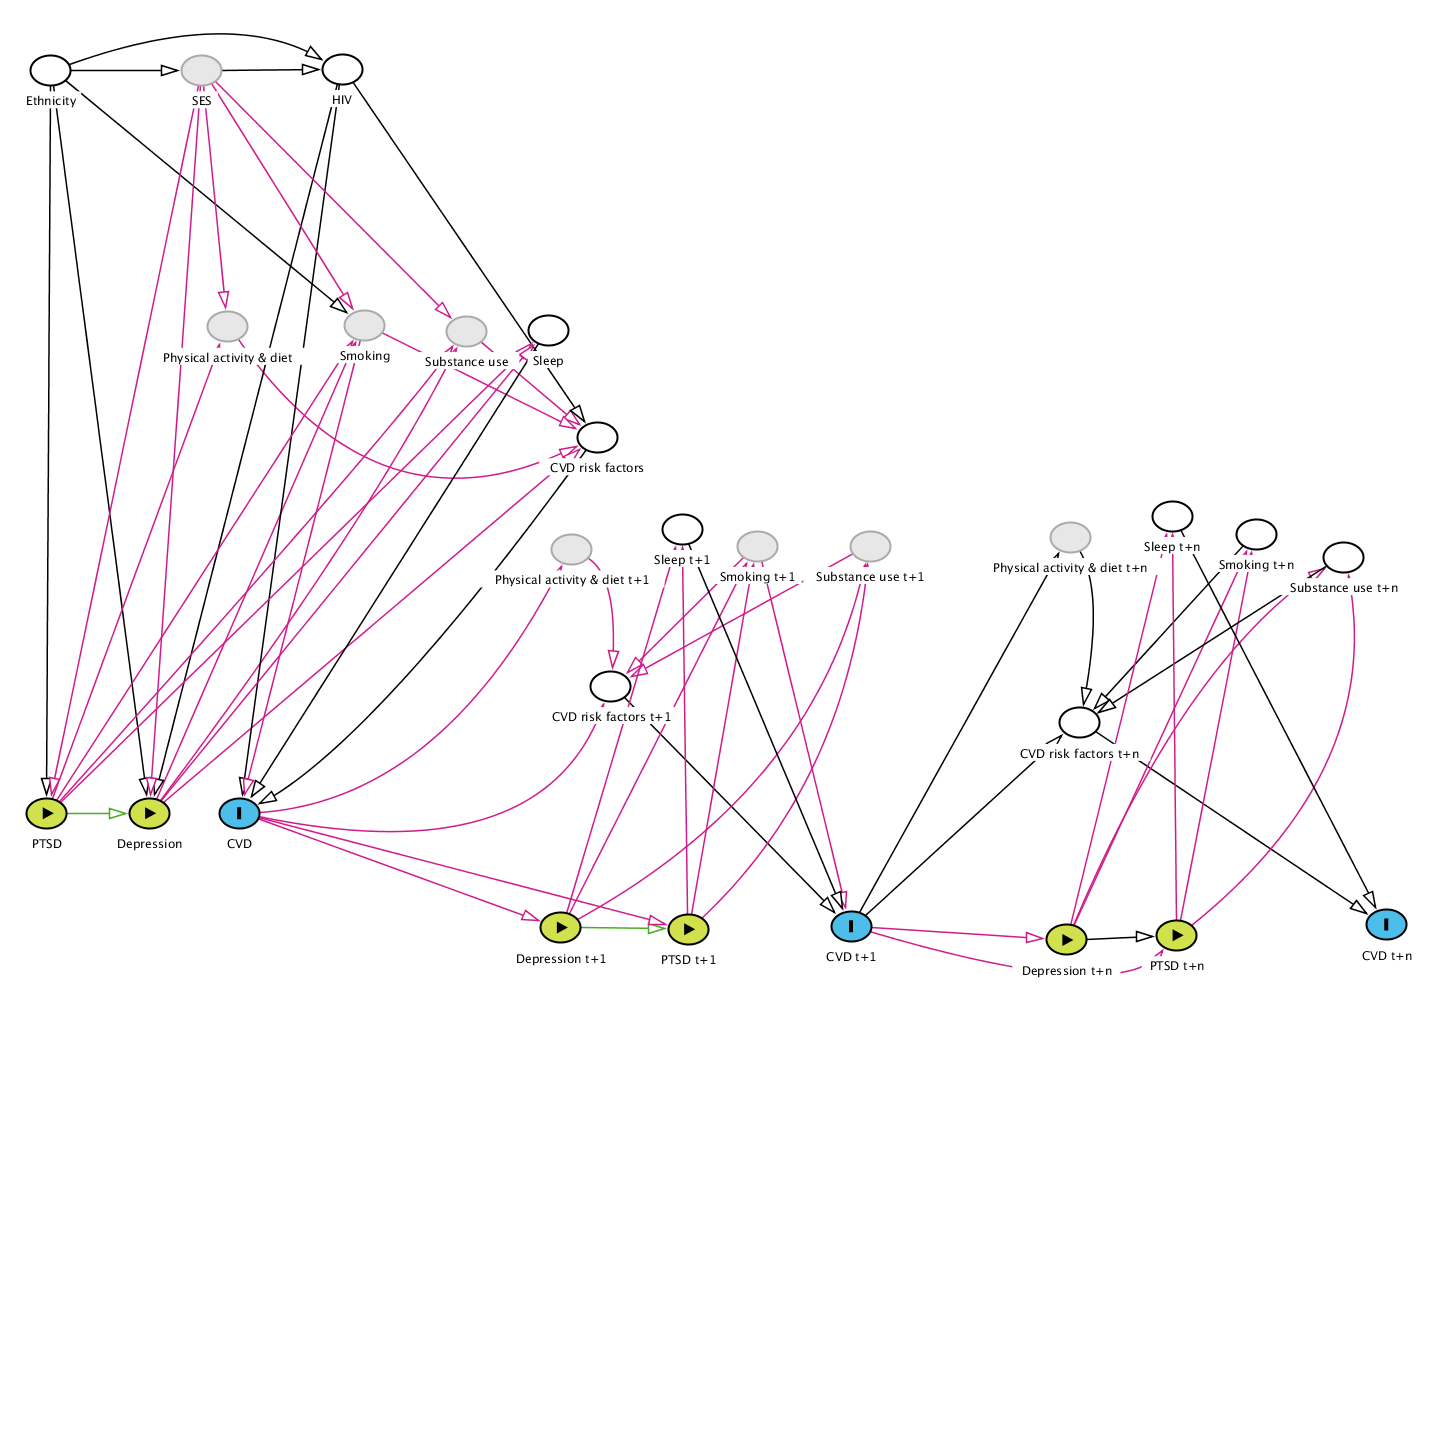 Ethnicity
SES
HIV
Physical activity & diet
Smoking
Substance use
Sleep
CVD risk factors
Physical activity & diet t+1
Sleep t+1
Smoking t+1
Substance use t+1
Physical activity & diet t+n
Sleep t+n
Smoking t+n
Substance use t+n
CVD risk factors t+1
CVD risk factors t+n
PTSD
Depression
CVD
Depression t+1
PTSD t+1
CVD t+1
Depression t+n
PTSD t+n
CVD t+n